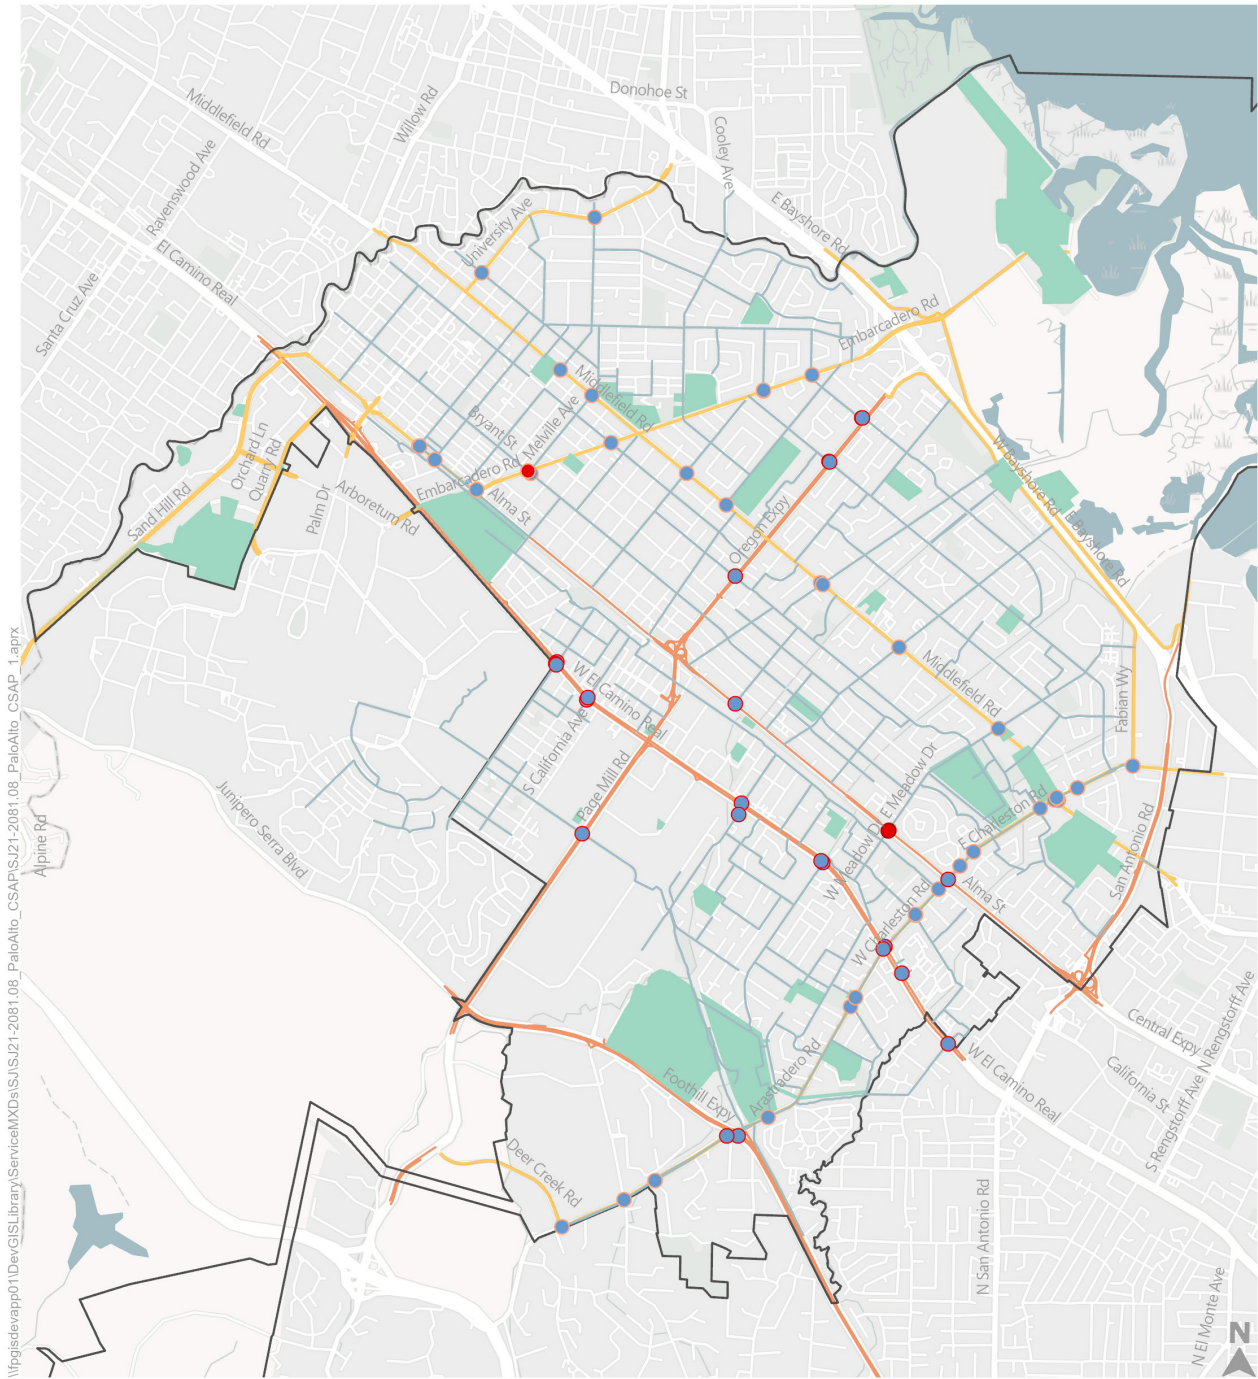 Donohoe St
Middlefield Rd
Willow Rd
Cooley Ave
Ravenswood Ave
E Bayshore Rd
University Ave
El Camino Real
Santa Cruz Ave
Embarcadero Rd
Middlefield Rd
Bryant St
Melville Ave
Orchard Ln
Quarry Rd
Embarcadero Rd
W Bayshore Rd
Sand Hill Rd
Palm Dr
Arboretum Rd
Alma St
Oregon Expy
E Bayshore Rd
\\fpgisdevapp01\DevGISLibrary\ServiceMXDs\SJ\SJ21-2081.08_PaloAlto_CSAP\SJ21-2081.08_PaloAlto_CSAP_1.aprx
W El Camino Real
Middlefield Rd
Fabian Wy
S California Ave
Page Mill Rd
E Meadow Dr
Junipero Serra Blvd
Alpine Rd
E Charleston Rd
San Antonio Rd
W Meadow Dr
Alma St
W Charleston Rd
Central Expy
N Rengstorff Ave
Arastradero Rd
Foothill Expy
W El Camino Real
California St
S Rengstorff Ave
Deer Creek Rd
N San Antonio Rd
N El Monte Ave
N